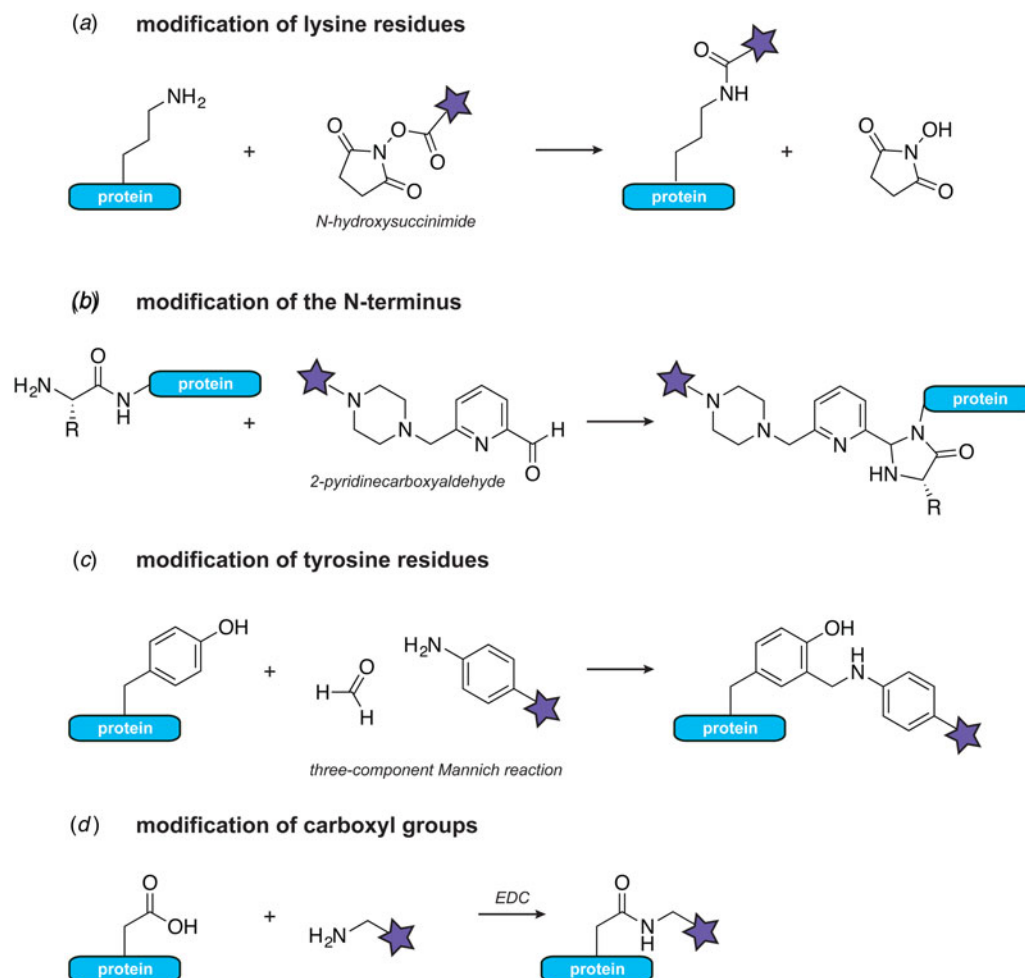 (a) modification of lysine residues
NH2
protein
+
O
N
O
O
O
N-hydroxysuccinimide
O
NH
protein
+
O
N
OH
O
(b) modification of the N-terminus
H2N
O
N
H
R
protein
+
N
N
N
H
O
2-pyridinecarboxyaldehyde
N
N
N
N
protein
O
HN
R
(c) modification of tyrosine residues
OH
protein
+
O
H
H
H2N
three-component Mannich reaction
OH
H
N
protein
(d) modification of carboxyl groups
O
OH
protein
+
H2N
EDC
O
N
H
protein